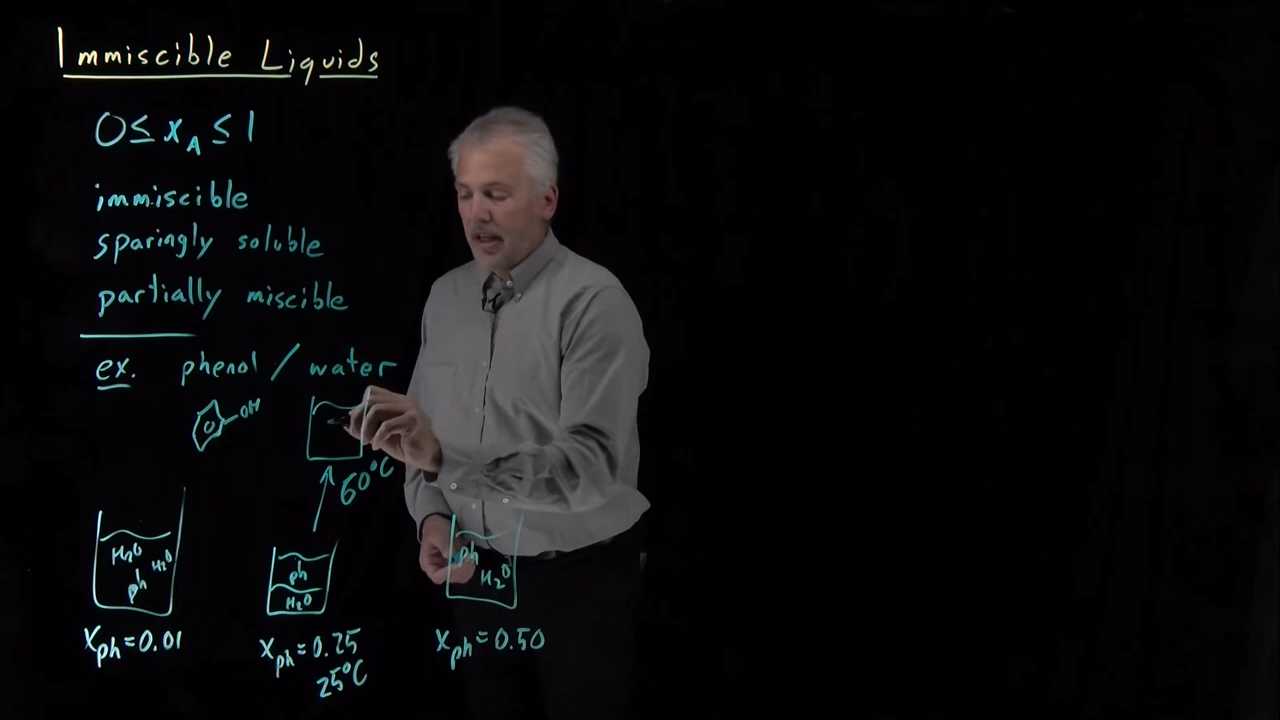 Immiscible Liquids
0 ≤ x_A ≤ 1
immiscible
sparingly soluble
partially miscible
ex. phenol / water
OH
60°C
H2O H2O ph
ph
H2O
ph H2O
x_ph = 0.01
x_ph = 0.25
25°C
x_ph = 0.50